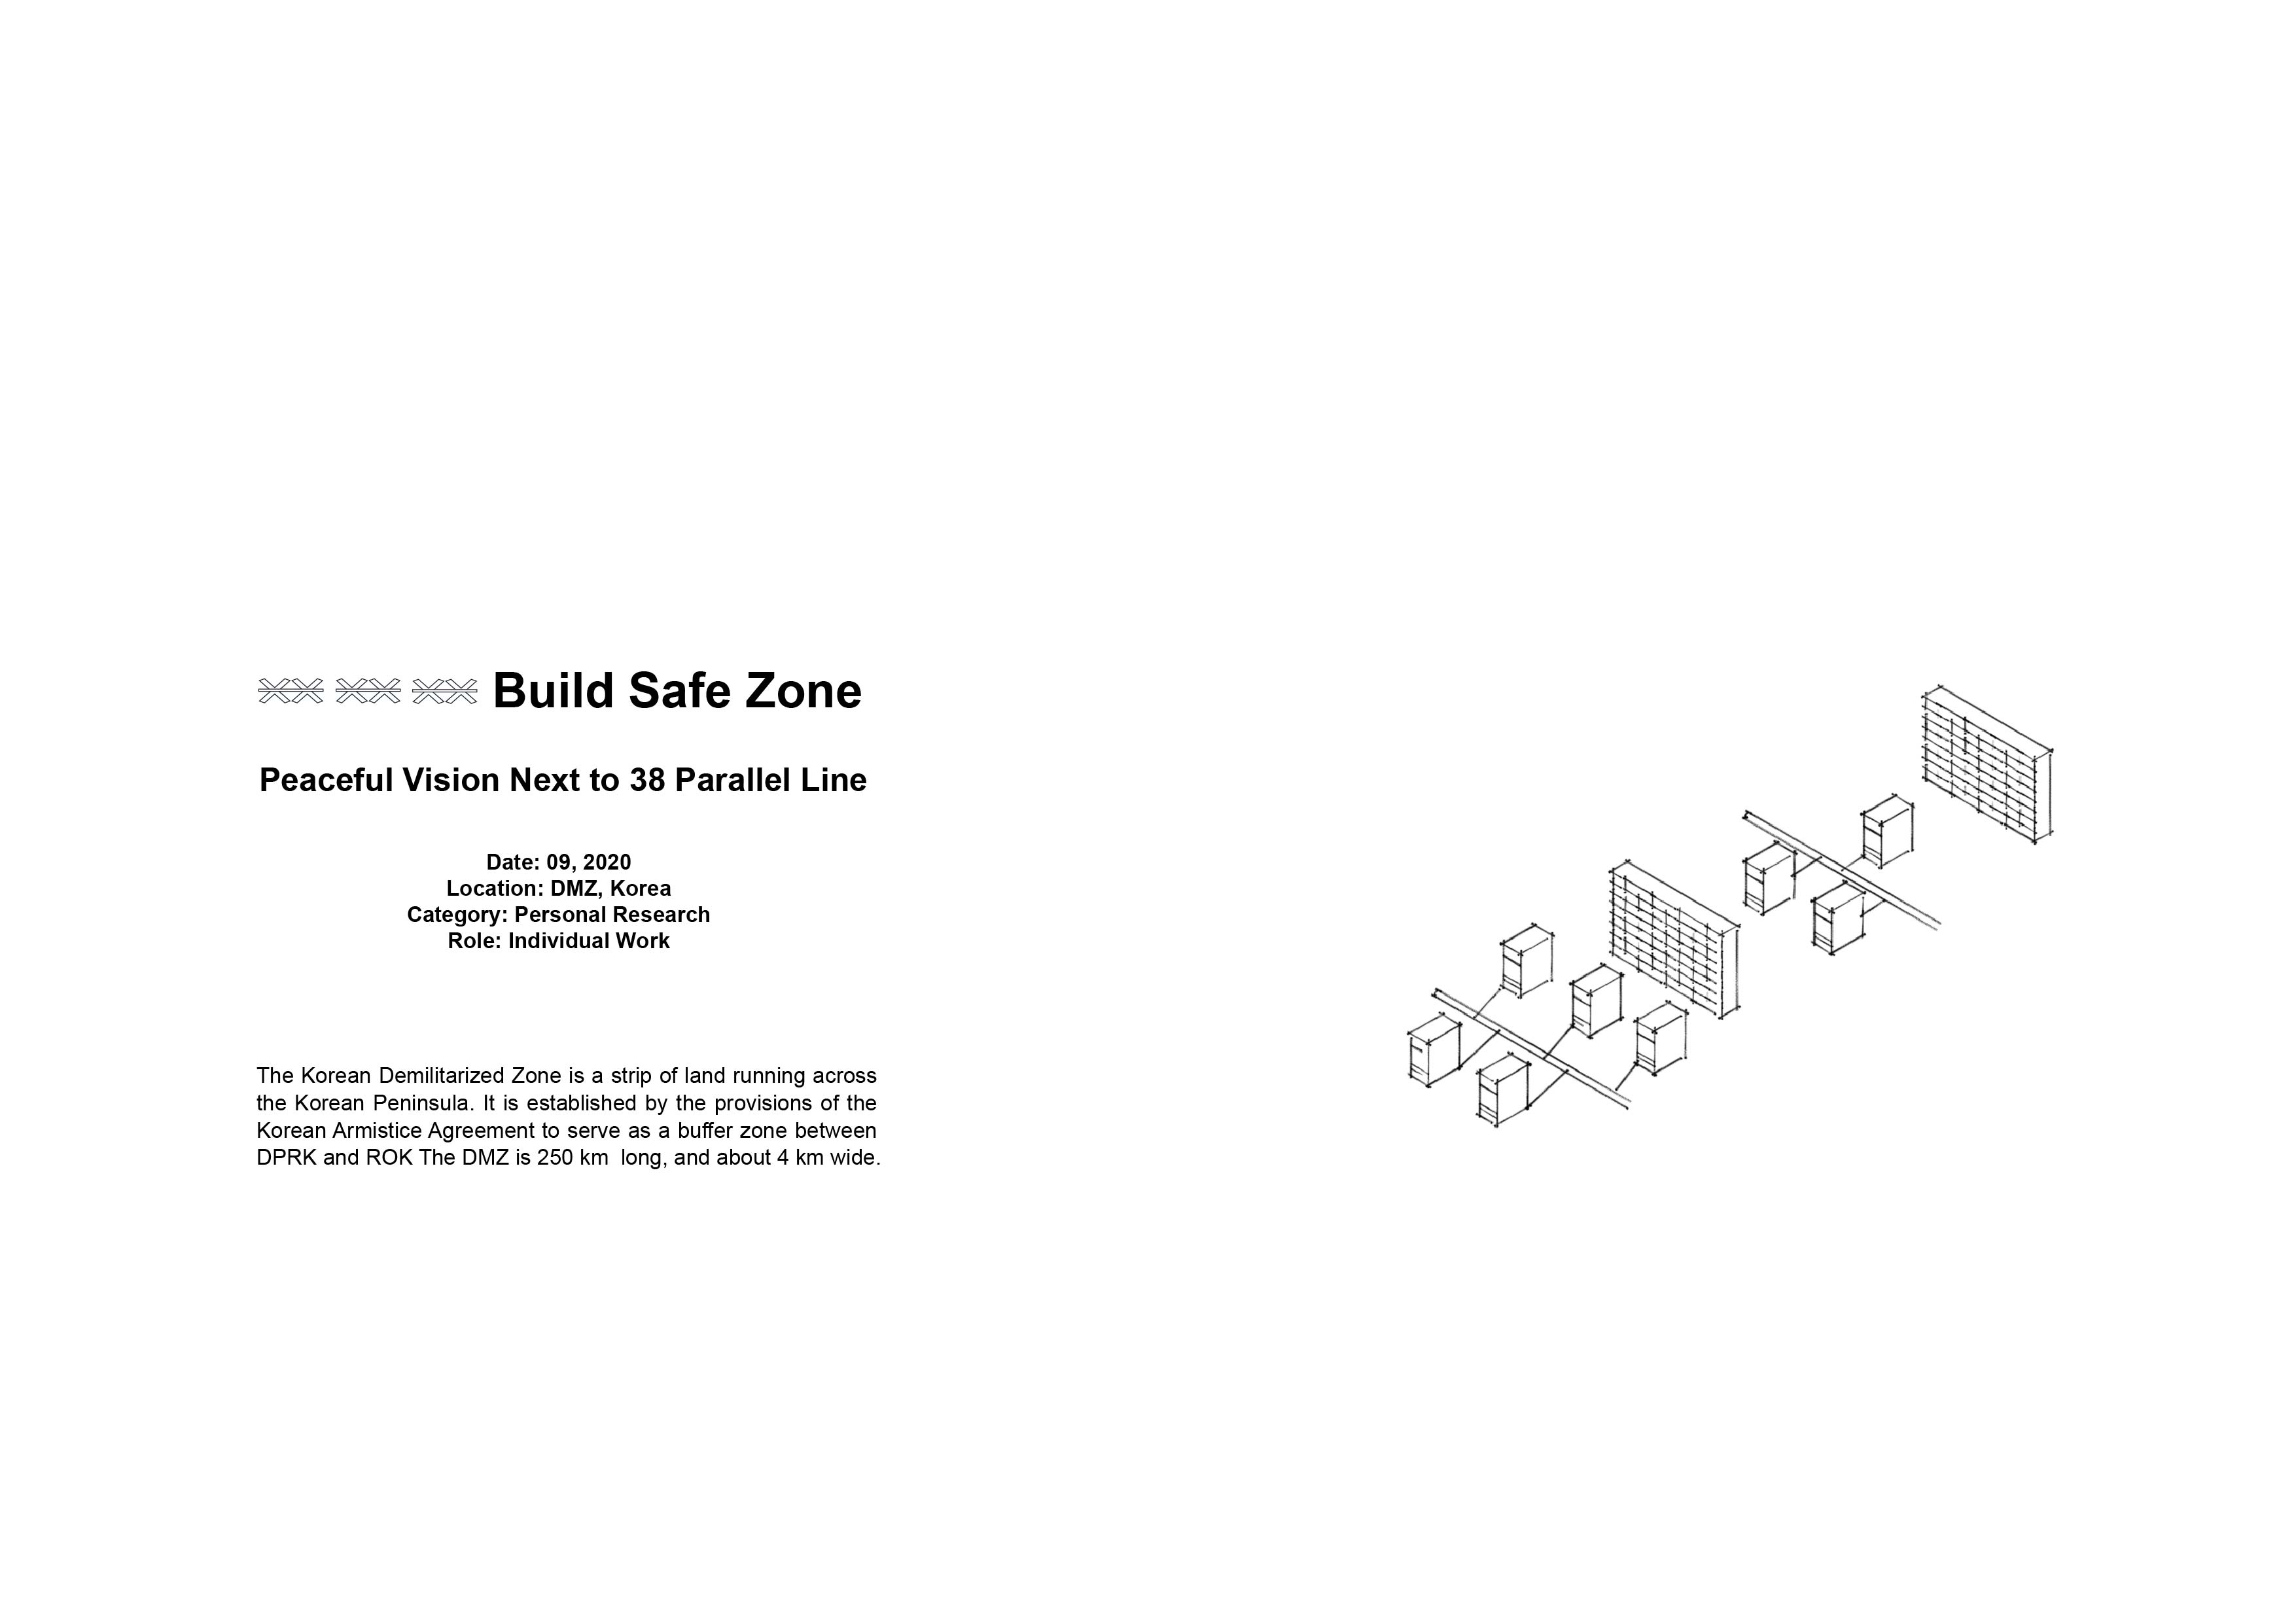 Build Safe Zone
Peaceful Vision Next to 38 Parallel Line
Date: 09, 2020
Location: DMZ, Korea
Category: Personal Research
Role: Individual Work
The Korean Demilitarized Zone is a strip of land running across
the Korean Peninsula. It is established by the provisions of the
Korean Armistice Agreement to serve as a buffer zone between
DPRK and ROK The DMZ is 250 km  long, and about 4 km wide.